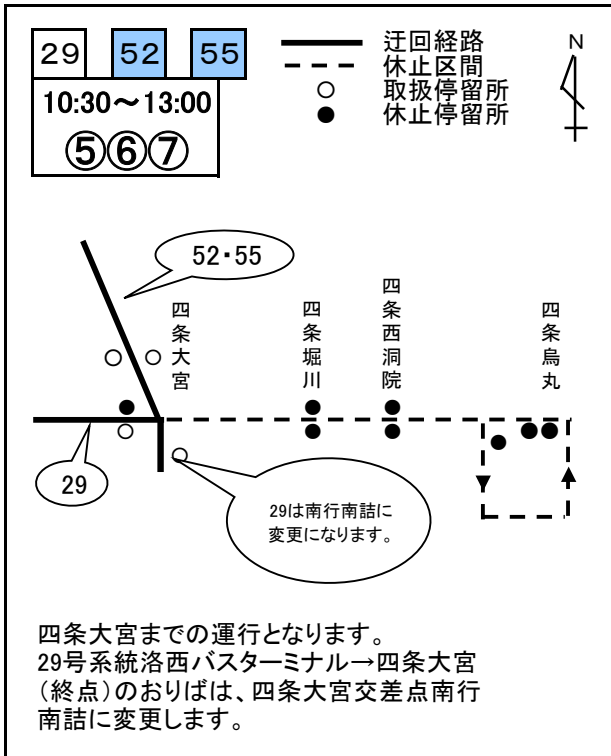 29 52 55
10:30～13:00
⑤⑥⑦
迂回経路
休止区間
取扱停留所
休止停留所
N
52・55
四条大宮
四条堀川
四条西洞院
四条烏丸
29
29は南行南詰に
変更になります。
四条大宮までの運行となります。
29号系統洛西バスターミナル→四条大宮
（終点）のおりばは、四条大宮交差点南行
南詰に変更します。